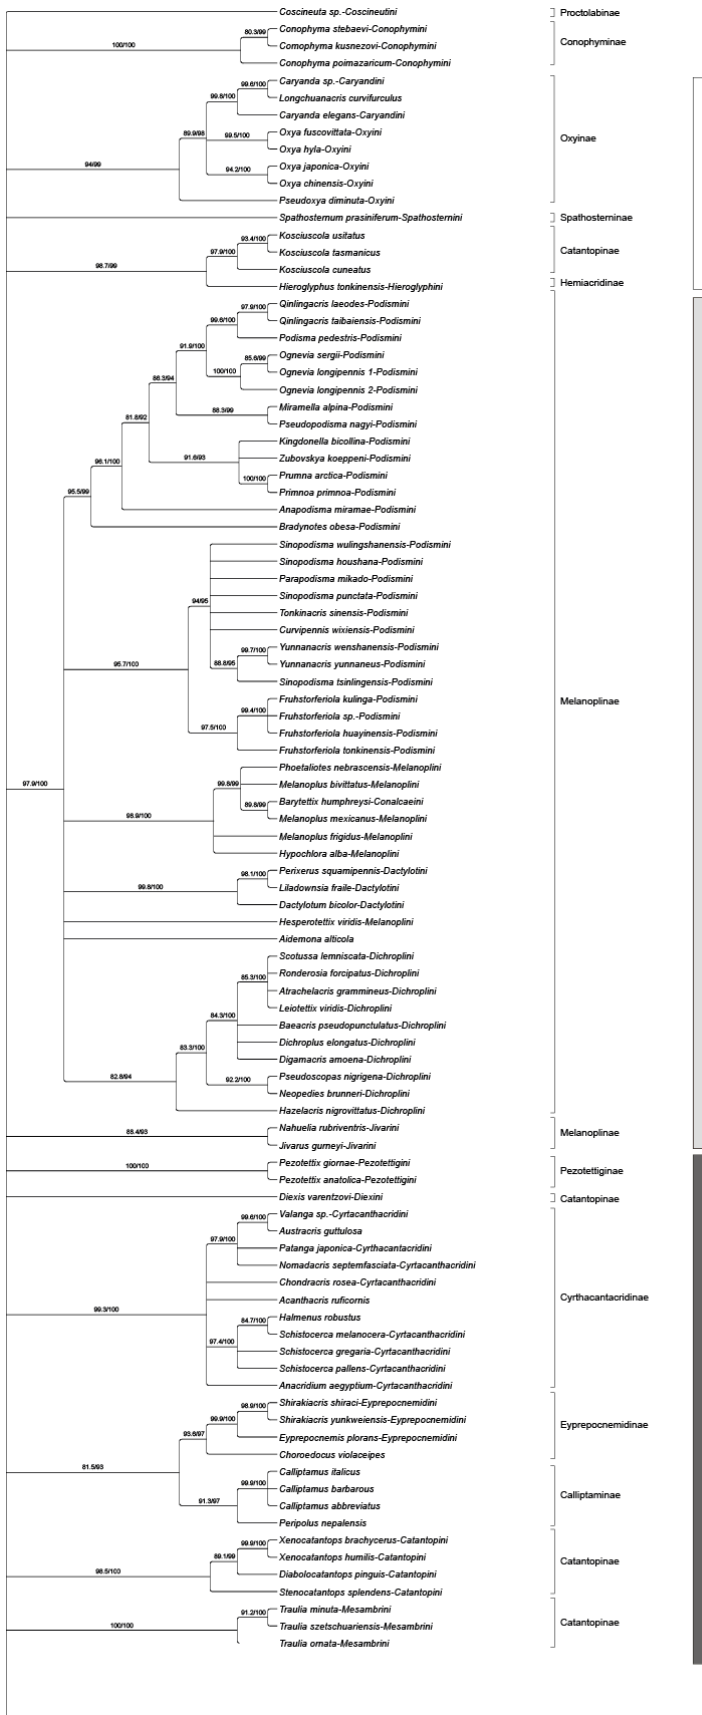 Coscineuta sp.-Coscineutini
Proctolabinae
80.3/99
Conophyma stebaevi-Conophymini
100/100
Comophyma kusnezovi-Conophymini
Conophyminae
Conophyma poimazaricum-Conophymini
99.6/100
Caryanda sp.-Caryandini
99.8/100
Longchuanacris curvifurculus
Caryanda elegans-Caryandini
89.9/98
99.5/100
Oxya fuscovittata-Oxyini
Oxyinae
Oxya hyla-Oxyini
94/99
94.2/100
Oxya japonica-Oxyini
Oxya chinensis-Oxyini
Pseudoxya diminuta-Oxyini
Spathosternum prasiniferum-Spathosternini
Spathosterninae
93.4/100
Kosciuscola usitatus
97.9/100
Kosciuscola tasmanicus
Catantopinae
98.7/99
Kosciuscola cuneatus
Hieroglyphus tonkinensis-Hieroglyphini
Hemiacridinae
97.9/100
Qinlingacris laeodes-Podismini
99.6/100
Qinlingacris taibaiensis-Podismini
Podisma pedestris-Podismini
91.9/100
85.6/99
Ognevia sergii-Podismini
100/100
Ognevia longipennis 1-Podismini
86.3/94
Ognevia longipennis 2-Podismini
88.3/99
Miramella alpina-Podismini
81.8/92
Pseudopodisma nagyi-Podismini
Kingdonella bicollina-Podismini
91.6/93
Zubovskya koeppeni-Podismini
98.1/100
100/100
Prumna arctica-Podismini
Primnoa primnoa-Podismini
95.5/99
Anapodisma miramae-Podismini
Bradynotes obesa-Podismini
Sinopodisma wulingshanensis-Podismini
Sinopodisma houshana-Podismini
Parapodisma mikado-Podismini
94/95
Sinopodisma punctata-Podismini
Tonkinacris sinensis-Podismini
Curvipennis wixiensis-Podismini
99.7/100
Yunnanacris wenshanensis-Podismini
95.7/100
88.8/95
Yunnanacris yunnaneus-Podismini
Sinopodisma tsinlingensis-Podismini
Fruhstorferiola kulinga-Podismini
Melanoplinae
99.4/100
Fruhstorferiola sp.-Podismini
97.5/100
Fruhstorferiola huayinensis-Podismini
Fruhstorferiola tonkinensis-Podismini
Phoetaliotes nebrascensis-Melanoplini
97.9/100
99.8/99
Melanoplus bivittatus-Melanoplini
89.8/99
Barytettix humphreysi-Conalcaeini
98.9/100
Melanoplus mexicanus-Melanoplini
Melanoplus frigidus-Melanoplini
Hypochlora alba-Melanoplini
98.1/100
Perixerus squamipennis-Dactylotini
99.8/100
Liladownsia fraile-Dactylotini
Dactylotum bicolor-Dactylotini
Hesperotettix viridis-Melanoplini
Aidemona alticola
Scotussa lemniscata-Dichroplini
85.3/100
Ronderosia forcipatus-Dichroplini
Atrachelacris grammineus-Dichroplini
Leiotettix viridis-Dichroplini
84.3/100
Baeacris pseudopunctulatus-Dichroplini
Dichroplus elongatus-Dichroplini
83.3/100
Digamacris amoena-Dichroplini
82.8/94
92.2/100
Pseudoscopas nigrigena-Dichroplini
Neopedies brunneri-Dichroplini
Hazelacris nigrovittatus-Dichroplini
88.4/93
Nahuelia rubriventris-Jivarini
Melanoplinae
Jivarus gurneyi-Jivarini
100/100
Pezotettix giornae-Pezotettigini
Pezotettiginae
Pezotettix anatolica-Pezotettigini
Diexis varentzovi-Diexini
Catantopinae
99.6/100
Valanga sp.-Cyrtacanthacridini
Austracris guttulosa
97.9/100
Patanga japonica-Cyrthacantacridini
Nomadacris septemfasciata-Cyrtacanthacridini
Chondracris rosea-Cyrtacanthacridini
Cyrthacantacridinae
Acanthacris ruficornis
99.3/100
84.7/100
Halmenus robustus
Schistocerca melanocera-Cyrtacanthacridini
97.4/100
Schistocerca gregaria-Cyrtacanthacridini
Schistocerca pallens-Cyrtacanthacridini
Anacridium aegyptium-Cyrtacanthacridini
98.9/100
Shirakiacris shiraci-Eyprepocnemidini
99.9/100
Shirakiacris yunkweiensis-Eyprepocnemidini
Eyprepocnemidinae
93.6/97
Eyprepocnemis plorans-Eyprepocnemidini
Choroedocus violaceipes
81.5/93
Calliptamus italicus
99.9/100
Calliptamus barbarous
Calliptaminae
91.3/97
Calliptamus abbreviatus
Peripolus nepalensis
99.9/100
Xenocatantops brachycerus-Catantopini
89.1/99
Xenocatantops humilis-Catantopini
Catantopinae
98.5/100
Diabolocatantops pinguis-Catantopini
Stenocatantops splendens-Catantopini
91.2/100
Traulia minuta-Mesambrini
100/100
Traulia szetschuariensis-Mesambrini
Catantopinae
Traulia ornata-Mesambrini